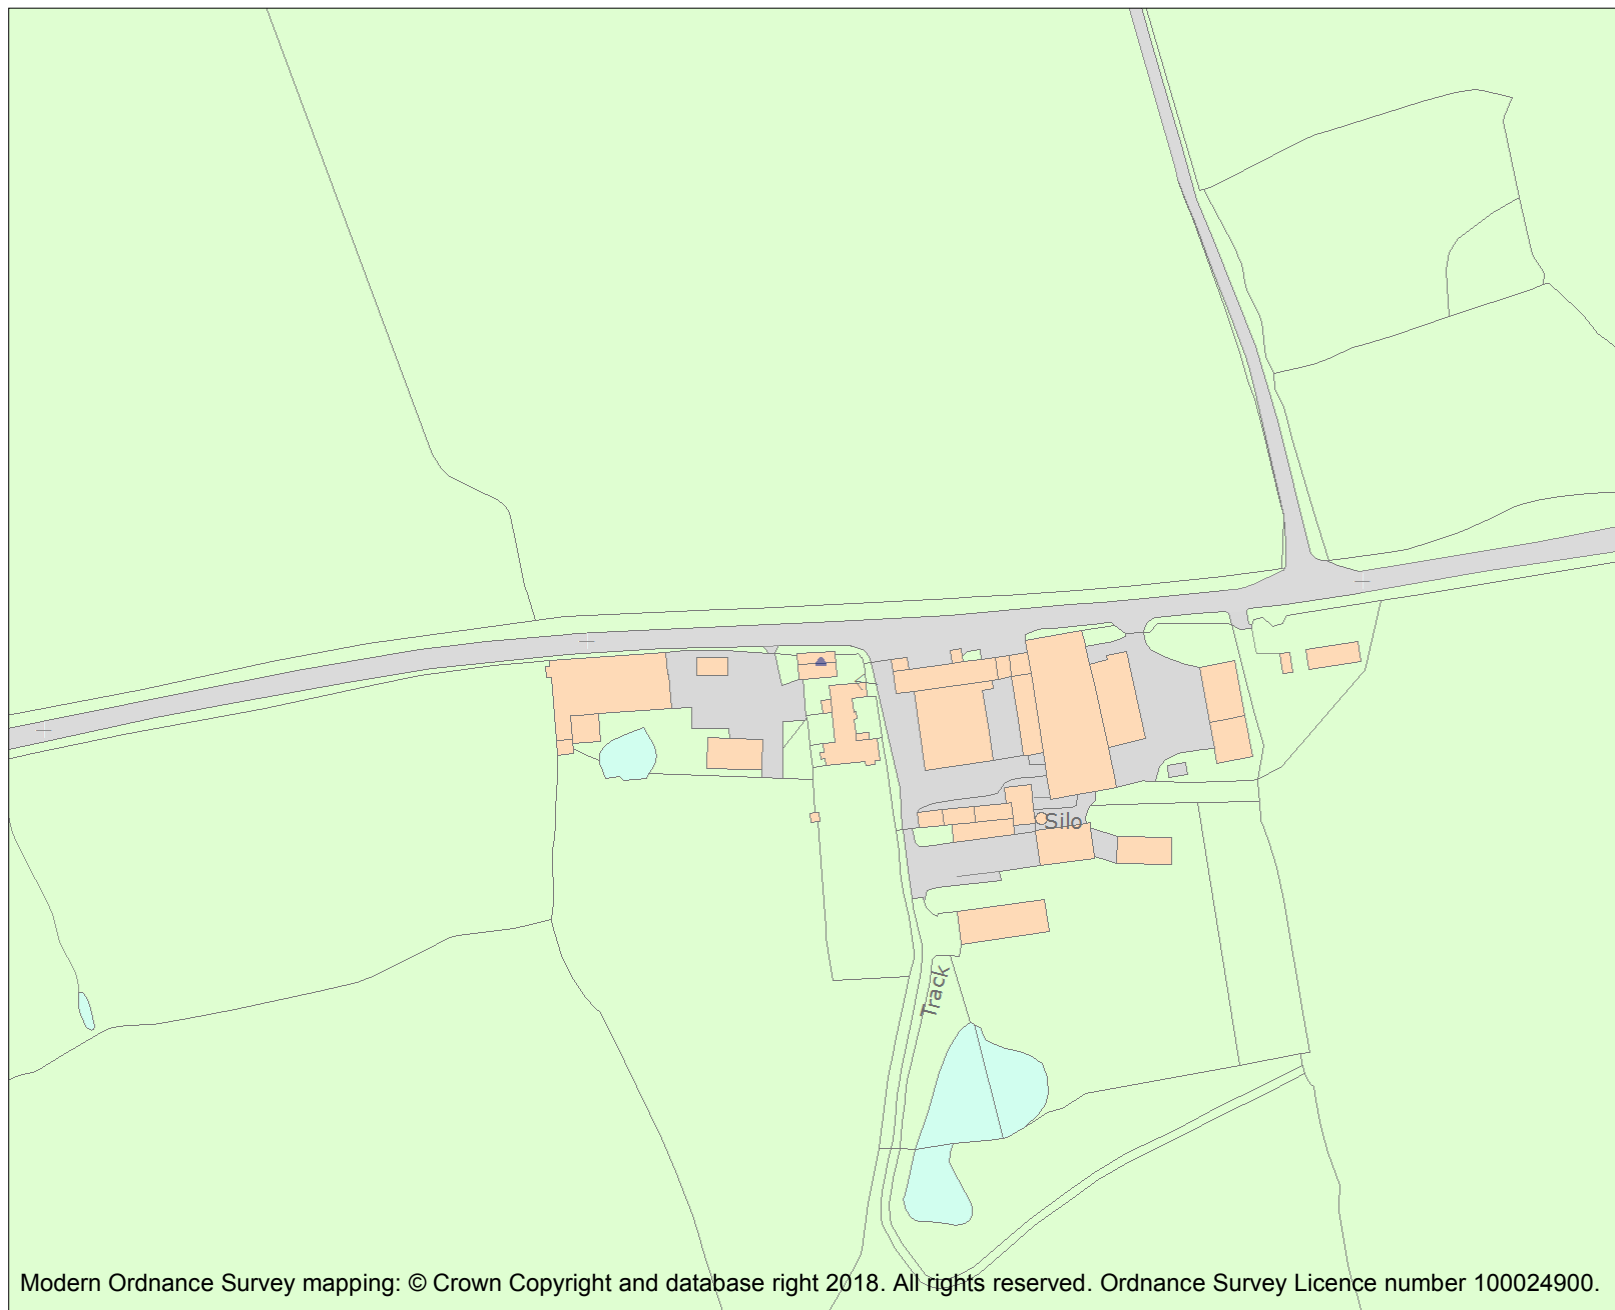 Silo
Track
Modern Ordnance Survey mapping: © Crown Copyright and database right 2018. All rights reserved. Ordnance Survey Licence number 100024900.